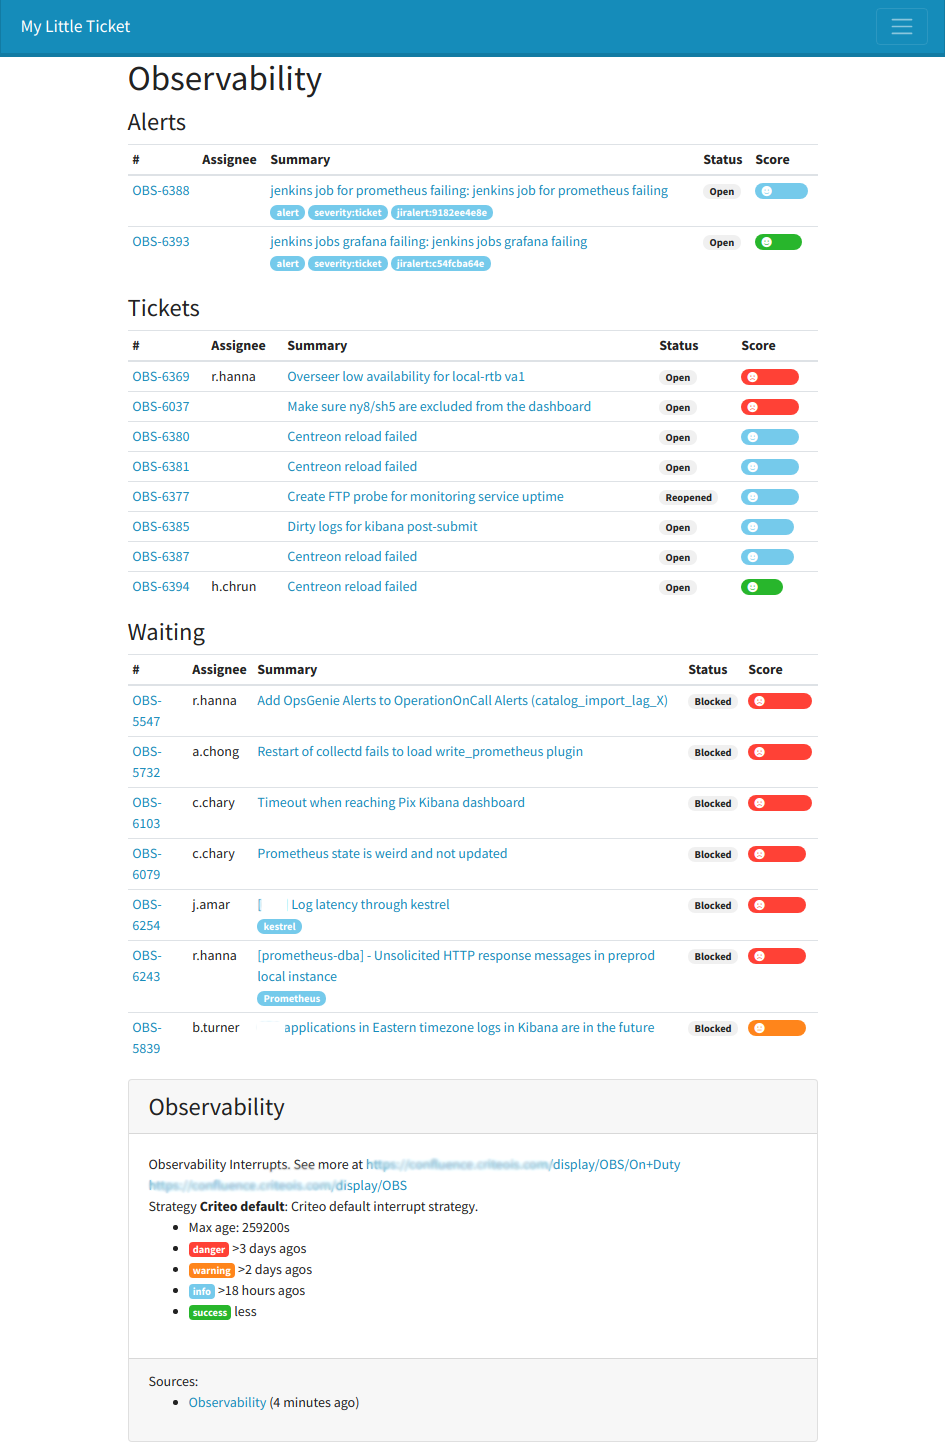 My Little Ticket
Observability
Alerts
# Assignee Summary Status Score
OBS-6388 jenkins job for prometheus failing: jenkins job for prometheus failing Open
alert severity:ticket jiralert:9182ee4e8e
OBS-6393 jenkins jobs grafana failing: jenkins jobs grafana failing Open
alert severity:ticket jiralert:c54fcba64e
Tickets
# Assignee Summary Status Score
OBS-6369 r.hanna Overseer low availability for local-rtb va1 Open
OBS-6037 Make sure ny8/sh5 are excluded from the dashboard Open
OBS-6380 Centreon reload failed Open
OBS-6381 Centreon reload failed Open
OBS-6377 Create FTP probe for monitoring service uptime Reopened
OBS-6385 Dirty logs for kibana post-submit Open
OBS-6387 Centreon reload failed Open
OBS-6394 h.chrun Centreon reload failed Open
Waiting
# Assignee Summary Status Score
OBS- r.hanna Add OpsGenie Alerts to OperationOnCall Alerts (catalog_import_lag_X) Blocked
5547
OBS- a.chong Restart of collectd fails to load write_prometheus plugin Blocked
5732
OBS- c.chary Timeout when reaching Pix Kibana dashboard Blocked
6103
OBS- c.chary Prometheus state is weird and not updated Blocked
6079
OBS- j.amar [ Log latency through kestrel Blocked
6254 kestrel
OBS- r.hanna [prometheus-dba] - Unsolicited HTTP response messages in preprod Blocked
6243 local instance
Prometheus
OBS- b.turner applications in Eastern timezone logs in Kibana are in the future Blocked
5839
Observability
Observability Interrupts. See more at https://confluence.criteois.com/display/OBS/On+Duty
https://confluence.criteois.com/display/OBS
Strategy Criteo default: Criteo default interrupt strategy.
• Max age: 259200s
• danger >3 days agos
• warning >2 days agos
• info >18 hours agos
• success less
Sources:
• Observability (4 minutes ago)